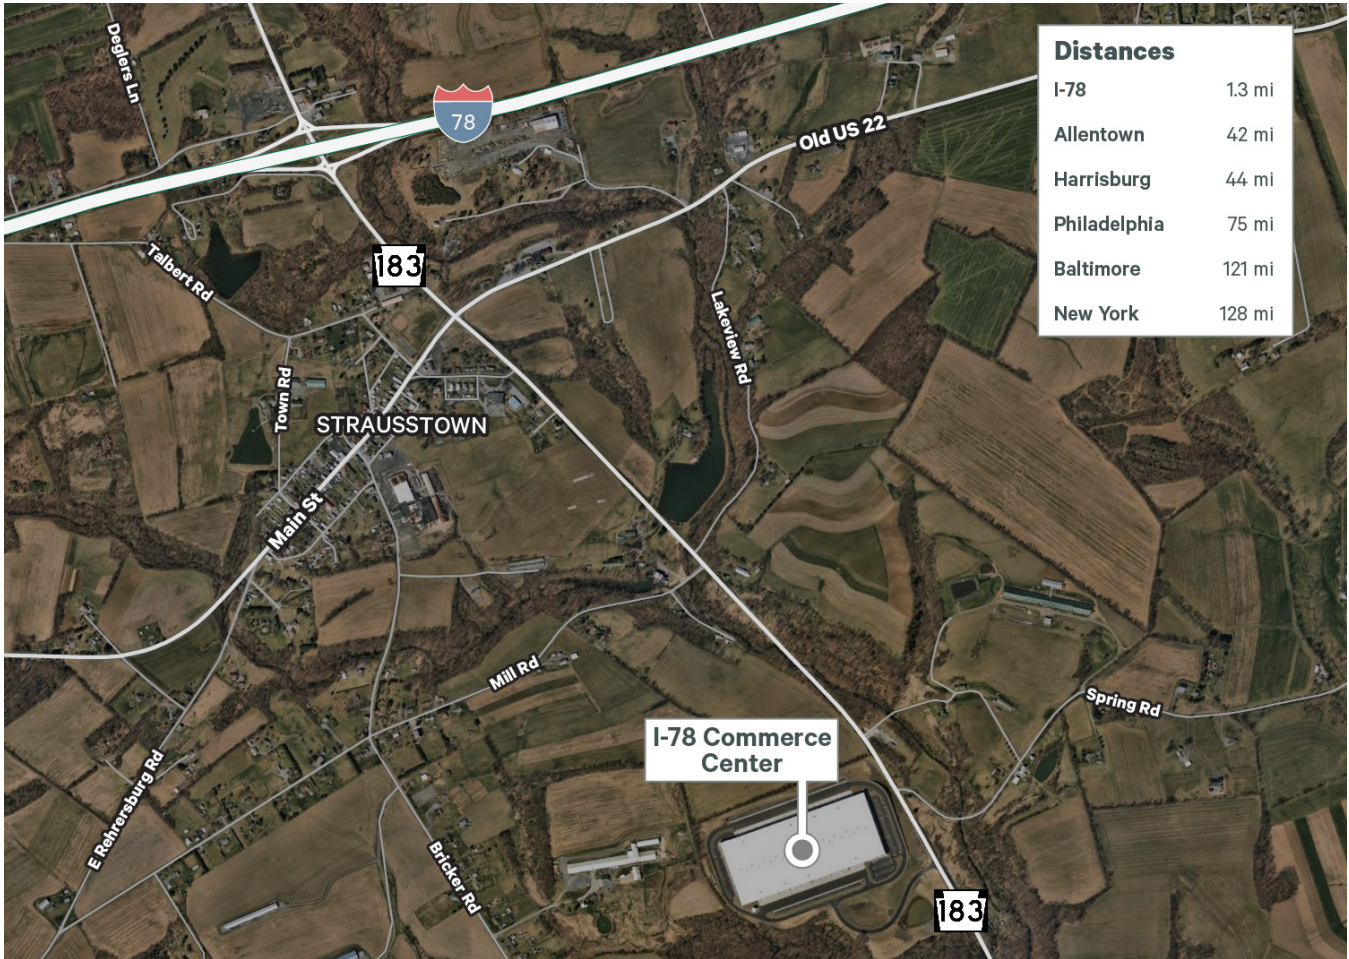 Deglers Ln
78
Old US 22
Distances
I-78 1.3 mi
Allentown 42 mi
Harrisburg 44 mi
Philadelphia 75 mi
Baltimore 121 mi
New York 128 mi
183
Talbert Rd
Lakeview Rd
Town Rd
STRAUSSTOWN
Main St
Mill Rd
Spring Rd
I-78 Commerce
Center
E Rehrersburg Rd
Bricker Rd
183